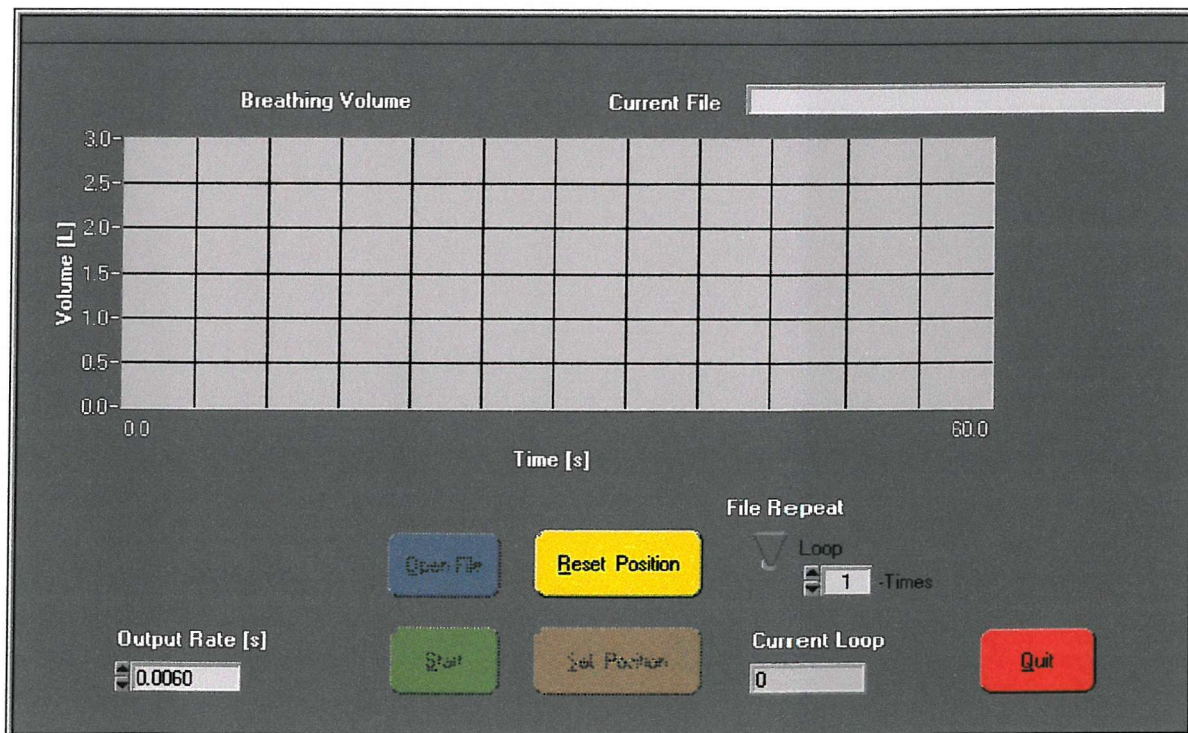 Breathing Volume
Current File
3.0
2.5
2.0
1.5
1.0
0.5
0.0
Volume [L]
0.0
60.0
Time [s]
File Repeat
Open File
Reset Position
Loop
1 -Times
Output Rate [s]
0.0060
Start
Set Position
Current Loop
0
Quit